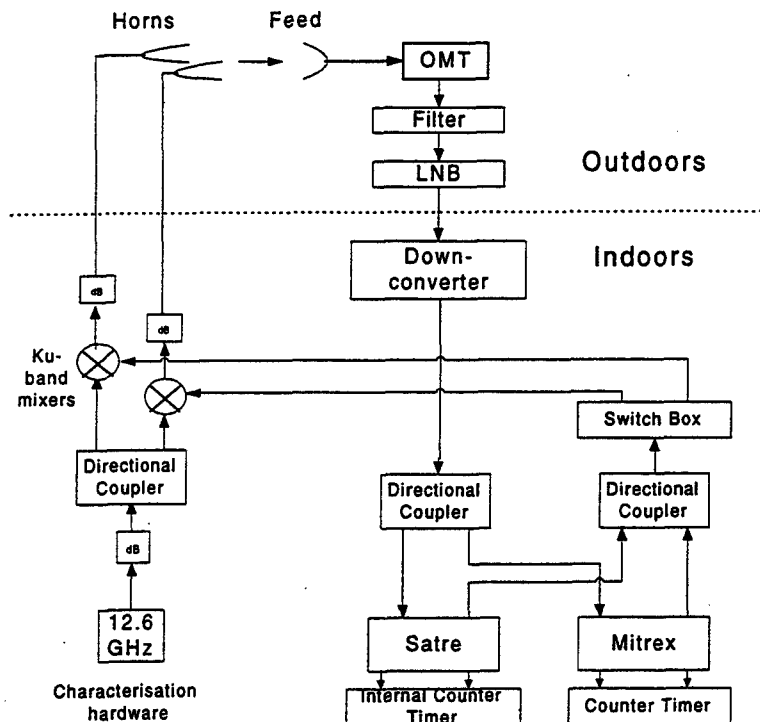 Horns
Feed
OMT
Filter
LNB
Outdoors
Down-
converter
Indoors
dB
dB
Ku-
band
mixers
Switch Box
Directional
Coupler
Directional
Coupler
Directional
Coupler
dB
12.6
GHz
Satre
Mitrex
Characterisation
hardware
Internal Counter
Timer
Counter Timer